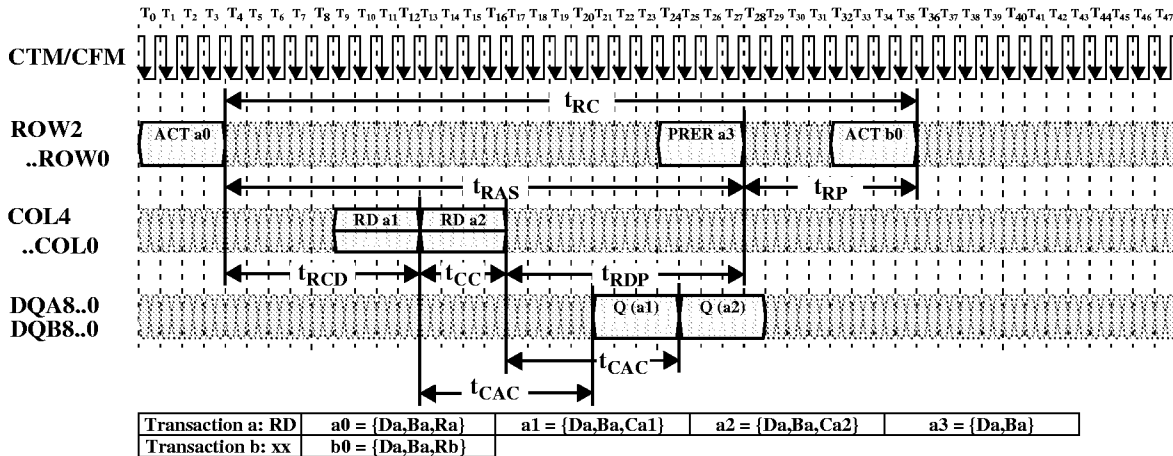 T0 T1 T2 T3 T4 T5 T6 T7 T8 T9 T10 T11 T12 T13 T14 T15 T16 T17 T18 T19 T20 T21 T22 T23 T24 T25 T26 T27 T28 T29 T30 T31 T32 T33 T34 T35 T36 T37 T38 T39 T40 T41 T42 T43 T44 T45 T46 T47
CTM/CFM
tRC
ROW2
..ROW0
ACT a0 PRER a3 ACT b0
tRAS tRP
COL4
..COL0
RD a1 RD a2
tRCD tCC tRDP
DQA8..0
DQB8..0
Q (a1) Q (a2)
tCAC
tCAC
Transaction a: RD a0 = {Da,Ba,Ra} a1 = {Da,Ba,Ca1} a2 = {Da,Ba,Ca2} a3 = {Da,Ba}
Transaction b: xx b0 = {Da,Ba,Rb}